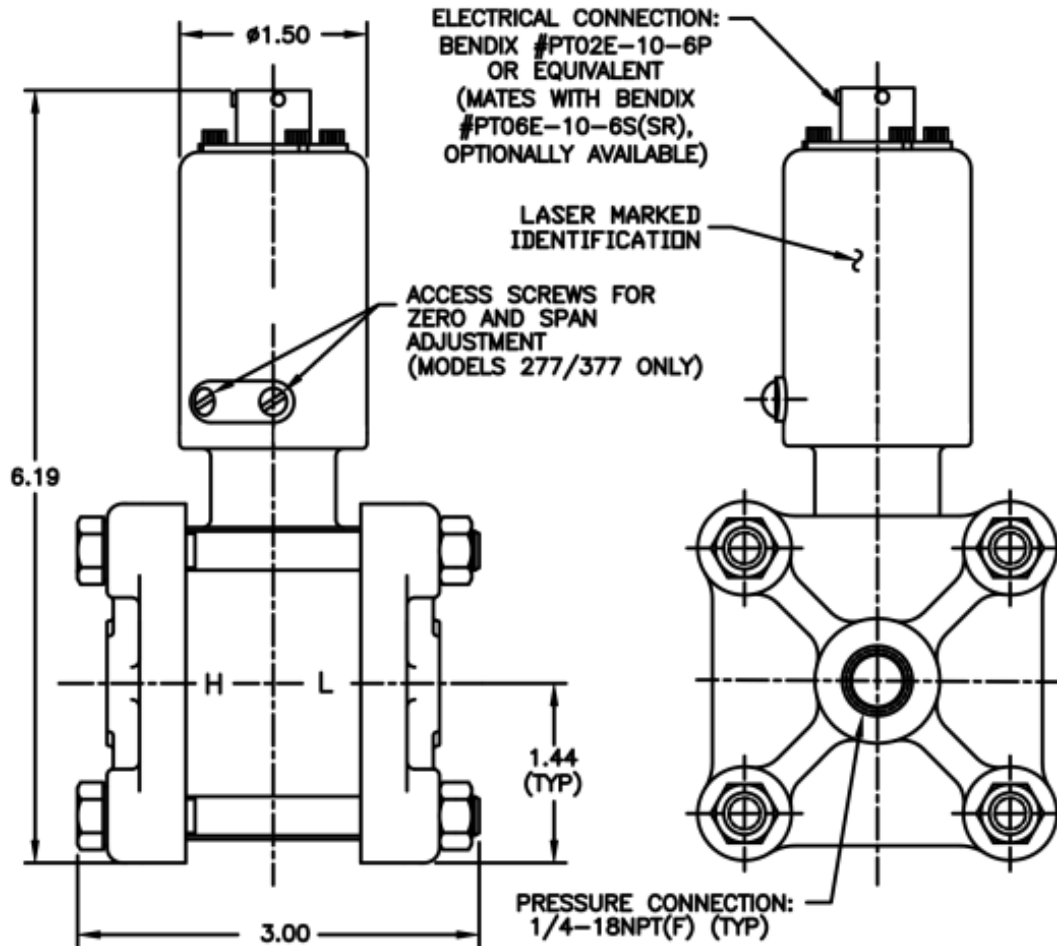 ø1.50
ELECTRICAL CONNECTION:
BENDIX #PT02E-10-6P
OR EQUIVALENT
(MATES WITH BENDIX
#PT06E-10-6S(SR),
OPTIONALLY AVAILABLE)
LASER MARKED
IDENTIFICATION
ACCESS SCREWS FOR
ZERO AND SPAN
ADJUSTMENT
(MODELS 277/377 ONLY)
6.19
H L
1.44
(TYP)
3.00
PRESSURE CONNECTION:
1/4-18NPT(F) (TYP)